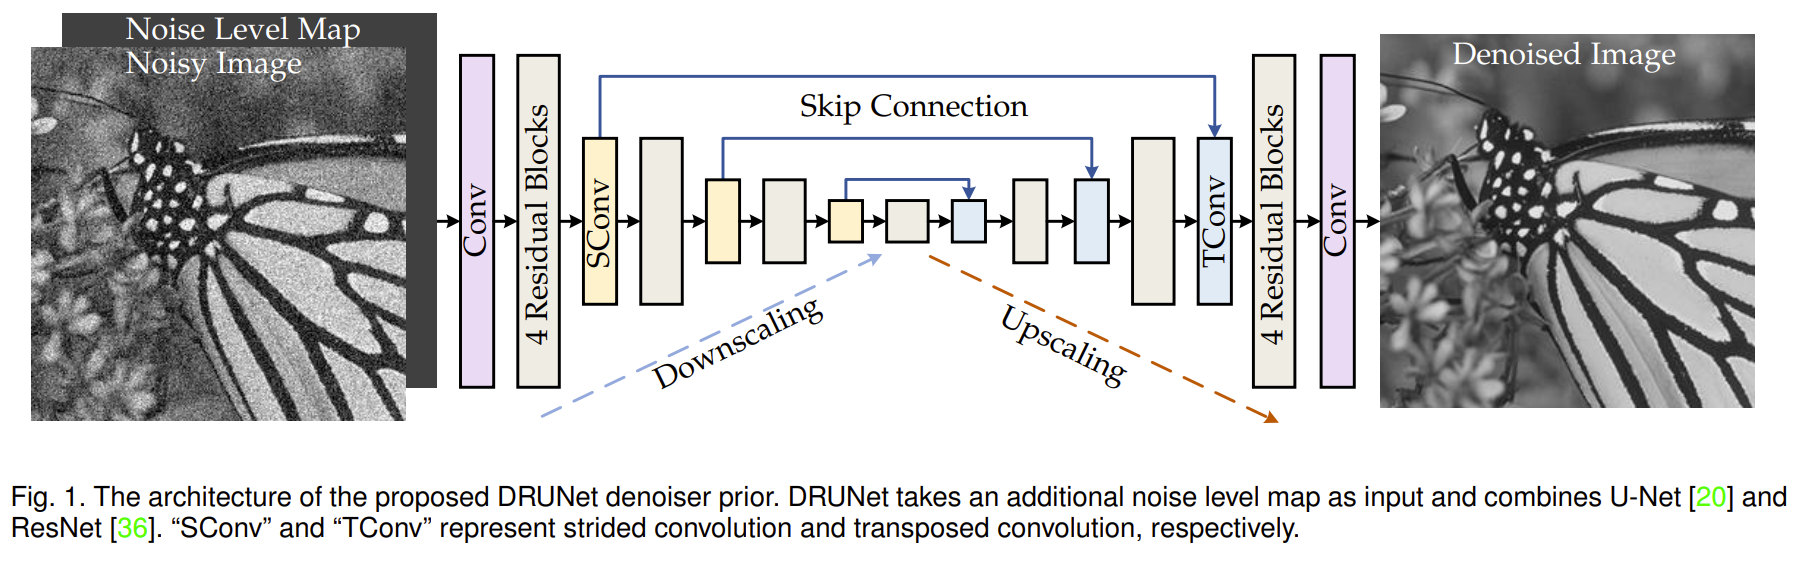 Noise Level Map
Noisy Image
Conv
4 Residual Blocks
SConv
Skip Connection
Downscaling
Upscaling
TConv
4 Residual Blocks
Conv
Denoised Image
Fig. 1. The architecture of the proposed DRUNet denoiser prior. DRUNet takes an additional noise level map as input and combines U-Net [20] and
ResNet [36]. “SConv” and “TConv” represent strided convolution and transposed convolution, respectively.